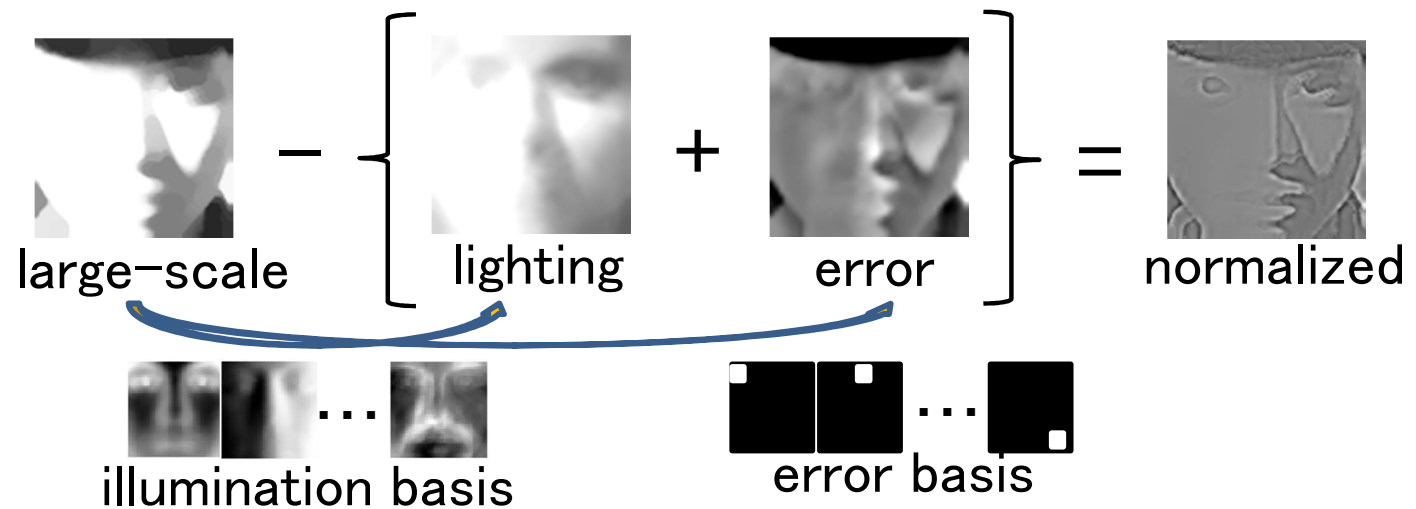 − { + } =
large-scale lighting error normalized
... ...
illumination basis error basis